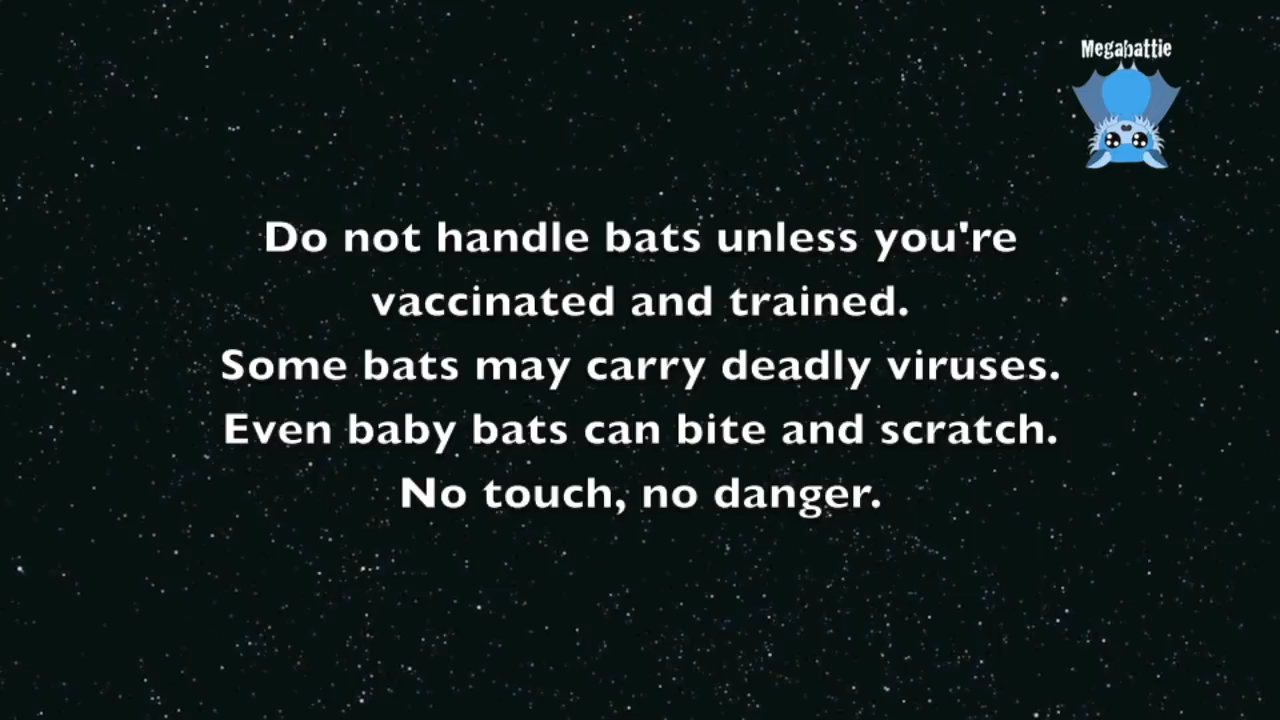 Megabattie
Do not handle bats unless you're
vaccinated and trained.
Some bats may carry deadly viruses.
Even baby bats can bite and scratch.
No touch, no danger.